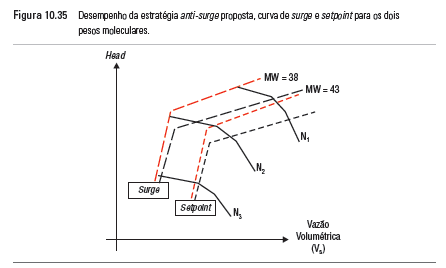 Figura 10.35 Desempenho da estratégia anti-surge proposta, curva de surge e setpoint para os dois
pesos moleculares.
Head
MW = 38
MW = 43
N1
N2
Surge
Setpoint
N3
Vazão
Volumétrica
(Vs)